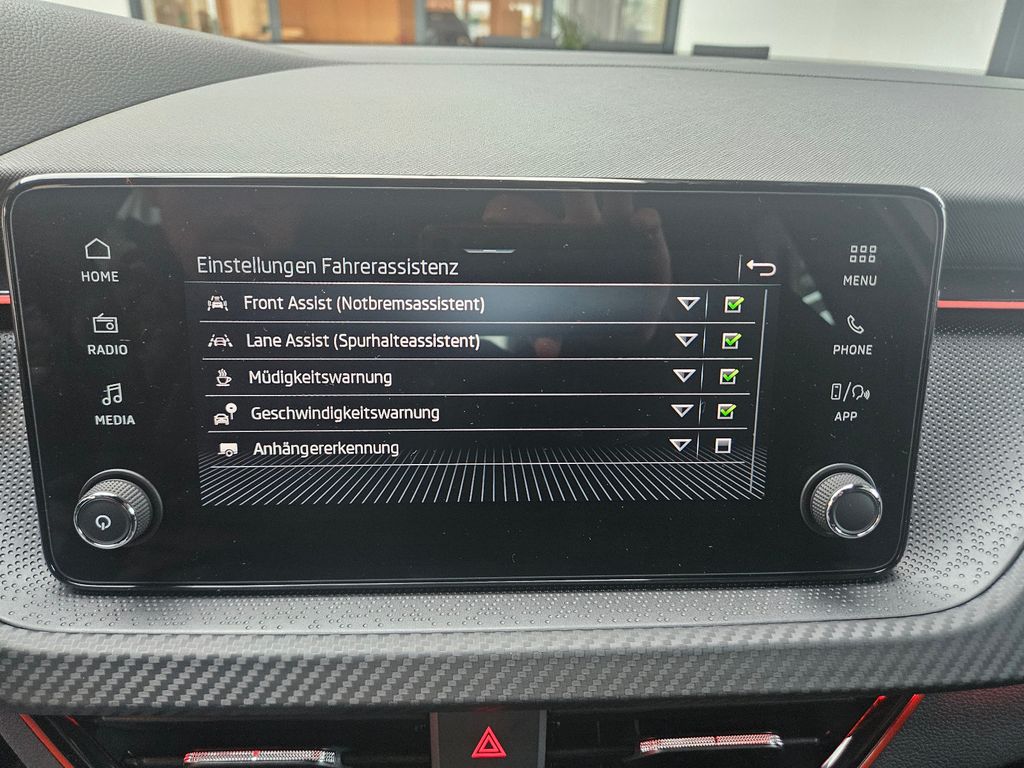 Einstellungen Fahrerassistenz
HOME
MENU
Front Assist (Notbremsassistent)
Lane Assist (Spurhalteassistent)
RADIO
PHONE
Müdigkeitswarnung
Geschwindigkeitswarnung
MEDIA
APP
Anhängererkennung